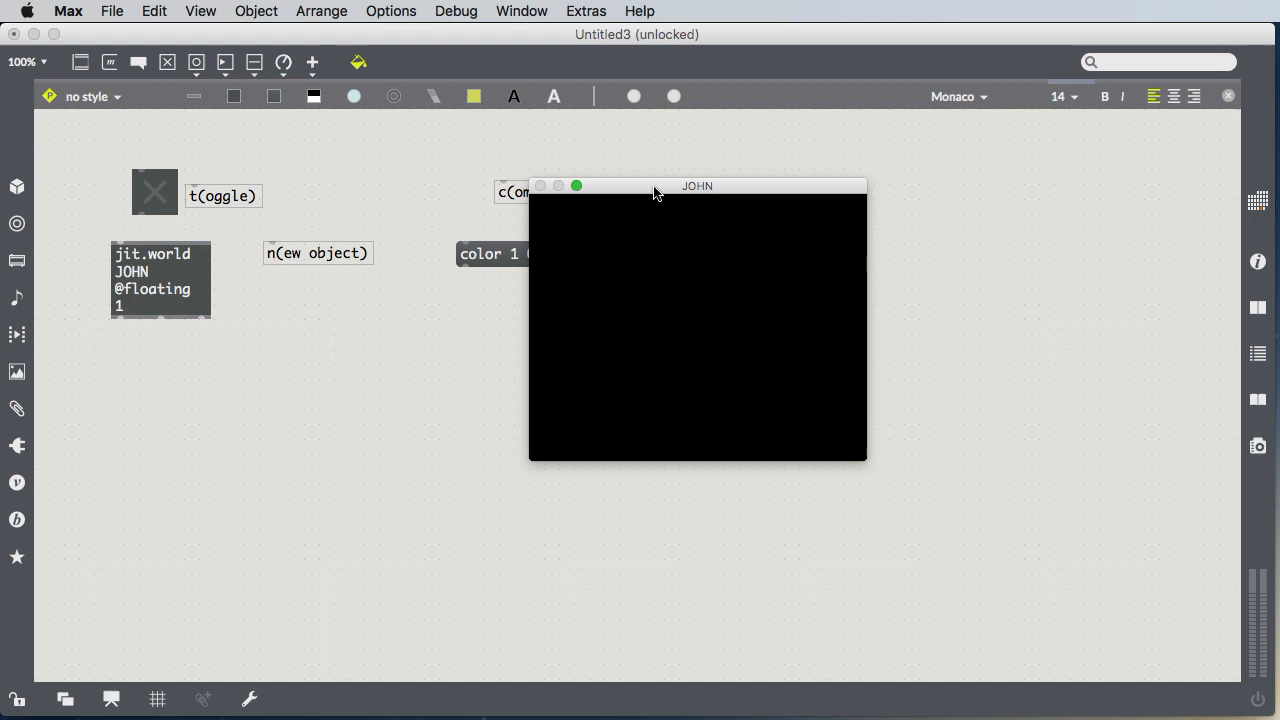 Max File Edit View Object Arrange Options Debug Window Extras Help
Untitled3 (unlocked)
100%
no style
A A
Monaco 14 B I
t(oggle)
c(om
JOHN
jit.world
JOHN
@floating
1
n(ew object)
color 1